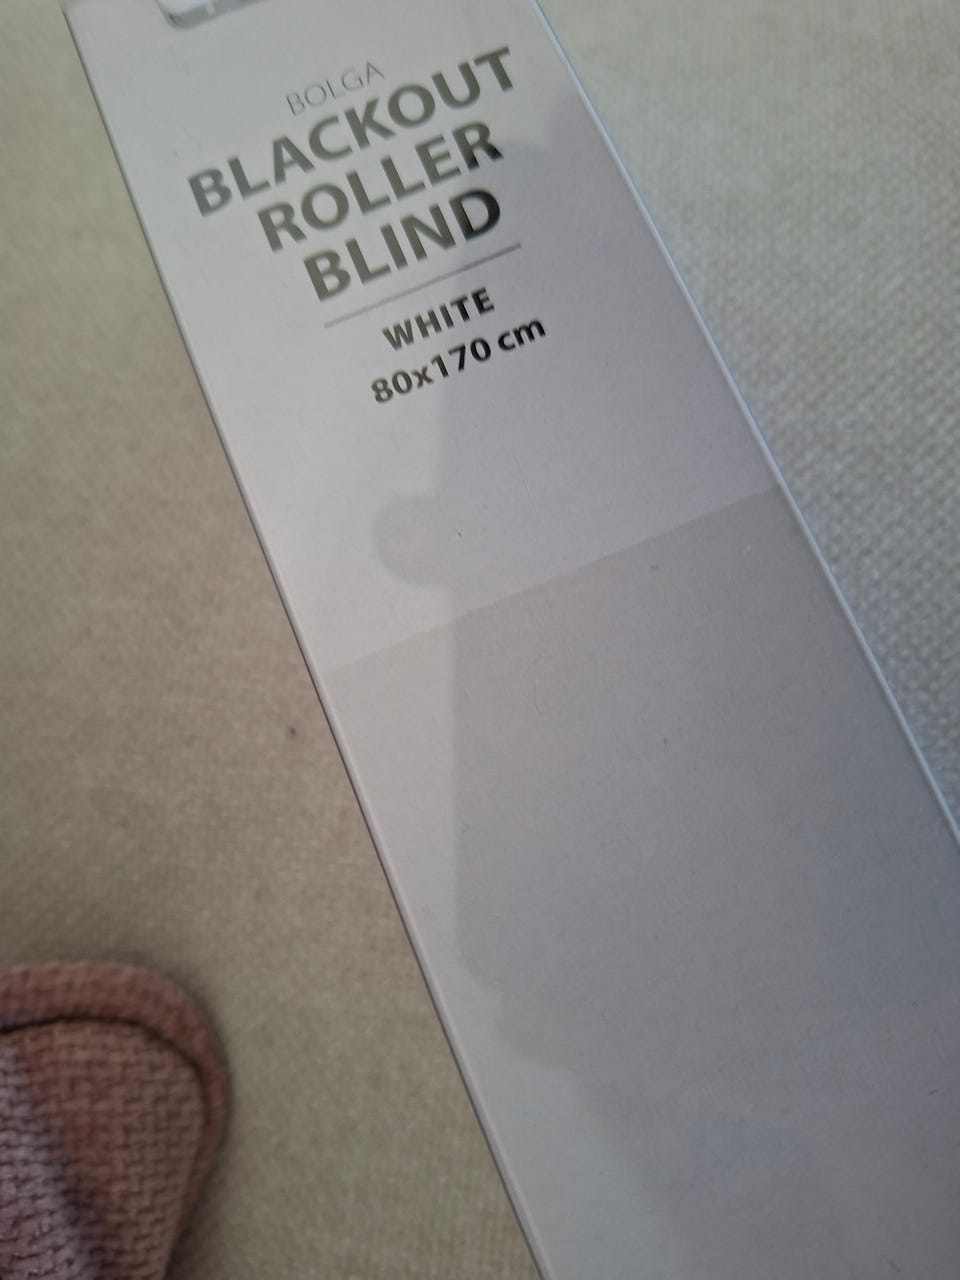 BOLGA
BLACKOUT
ROLLER
BLIND
WHITE
80x170 cm